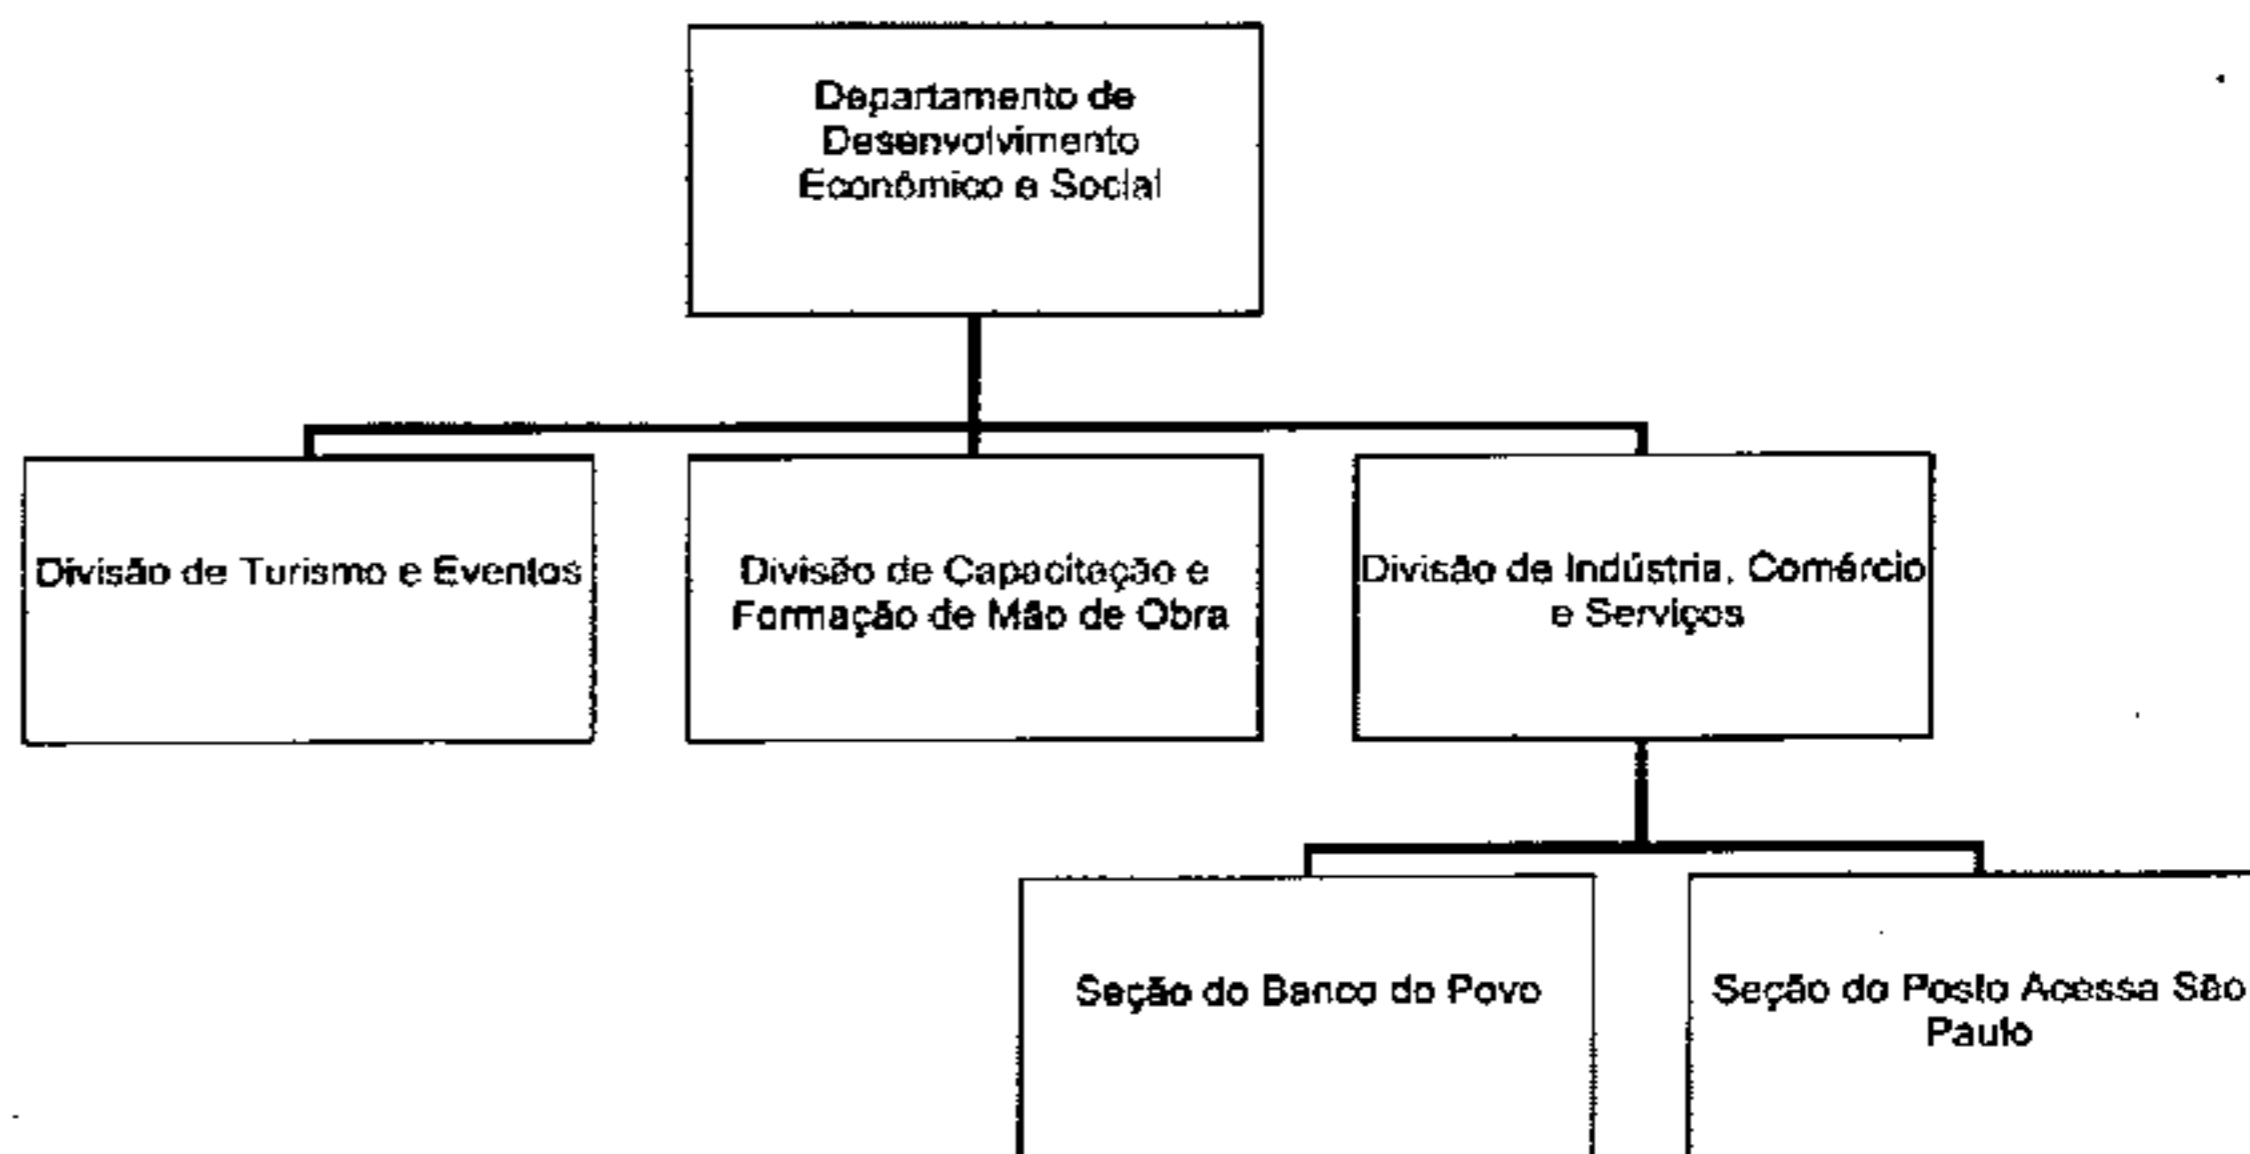 Departamento de
Desenvolvimento
Econômico e Social
Divisão de Turismo e Eventos
Divisão de Capacitação e
Formação de Mão de Obra
Divisão de Indústria, Comércio
e Serviços
Seção do Banco do Povo
Seção do Posto Acessa São
Paulo